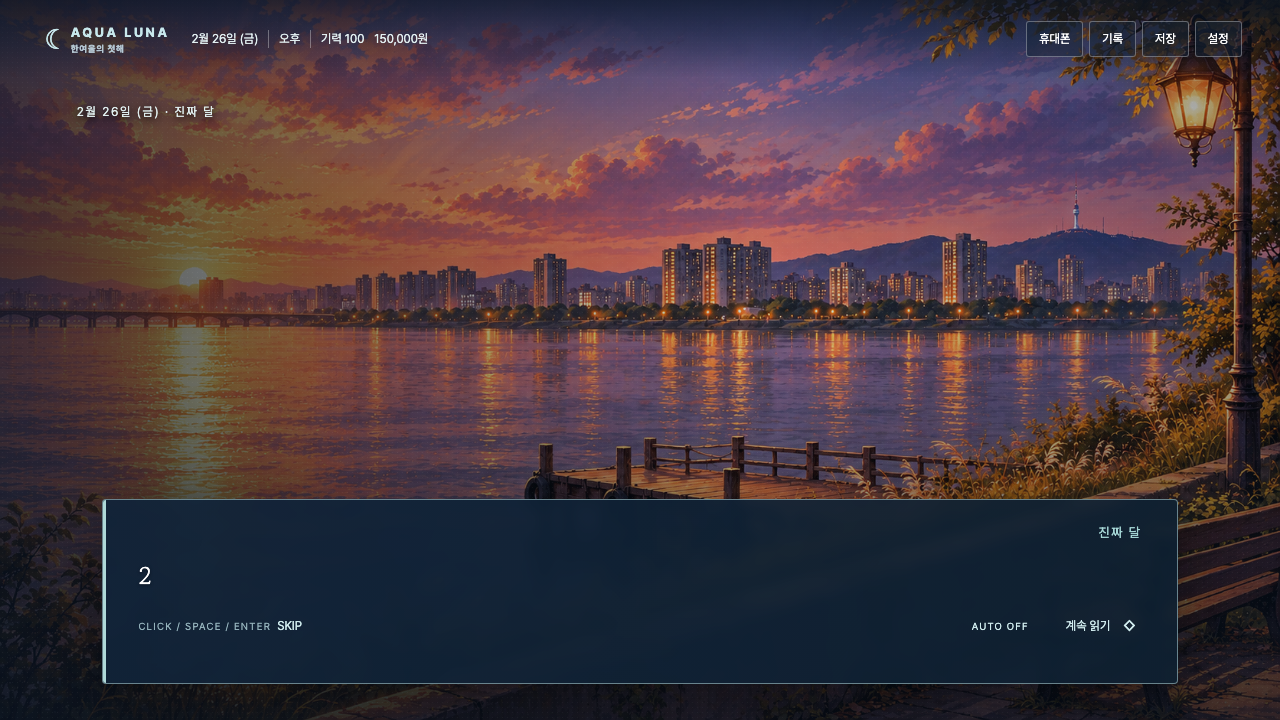 AQUA LUNA
한여울의 첫해
2월 26일 (금) 오후 기력 100 150,000원
휴대폰 기록 저장 설정
2월 26일 (금) · 진짜 달
진짜 달
2
CLICK / SPACE / ENTER SKIP
AUTO OFF 계속 읽기